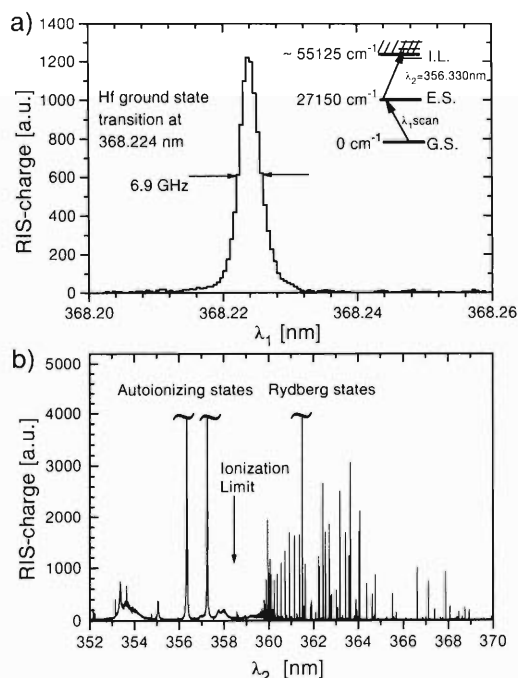 a)
1400
1200
1000
800
600
400
200
0
RIS-charge [a.u.]
Hf ground state
transition at
368.224 nm
6.9 GHz
~ 55125 cm⁻¹
I.L.
λ₂=356.330nm
27150 cm⁻¹
E.S.
λ₁scan
0 cm⁻¹
G.S.
368.20
368.22
368.24
368.26
λ₁ [nm]
b)
5000
4000
3000
2000
1000
0
RIS-charge [a.u.]
Autoionizing states
Rydberg states
Ionization
Limit
352
354
356
358
360
362
364
366
368
370
λ₂ [nm]